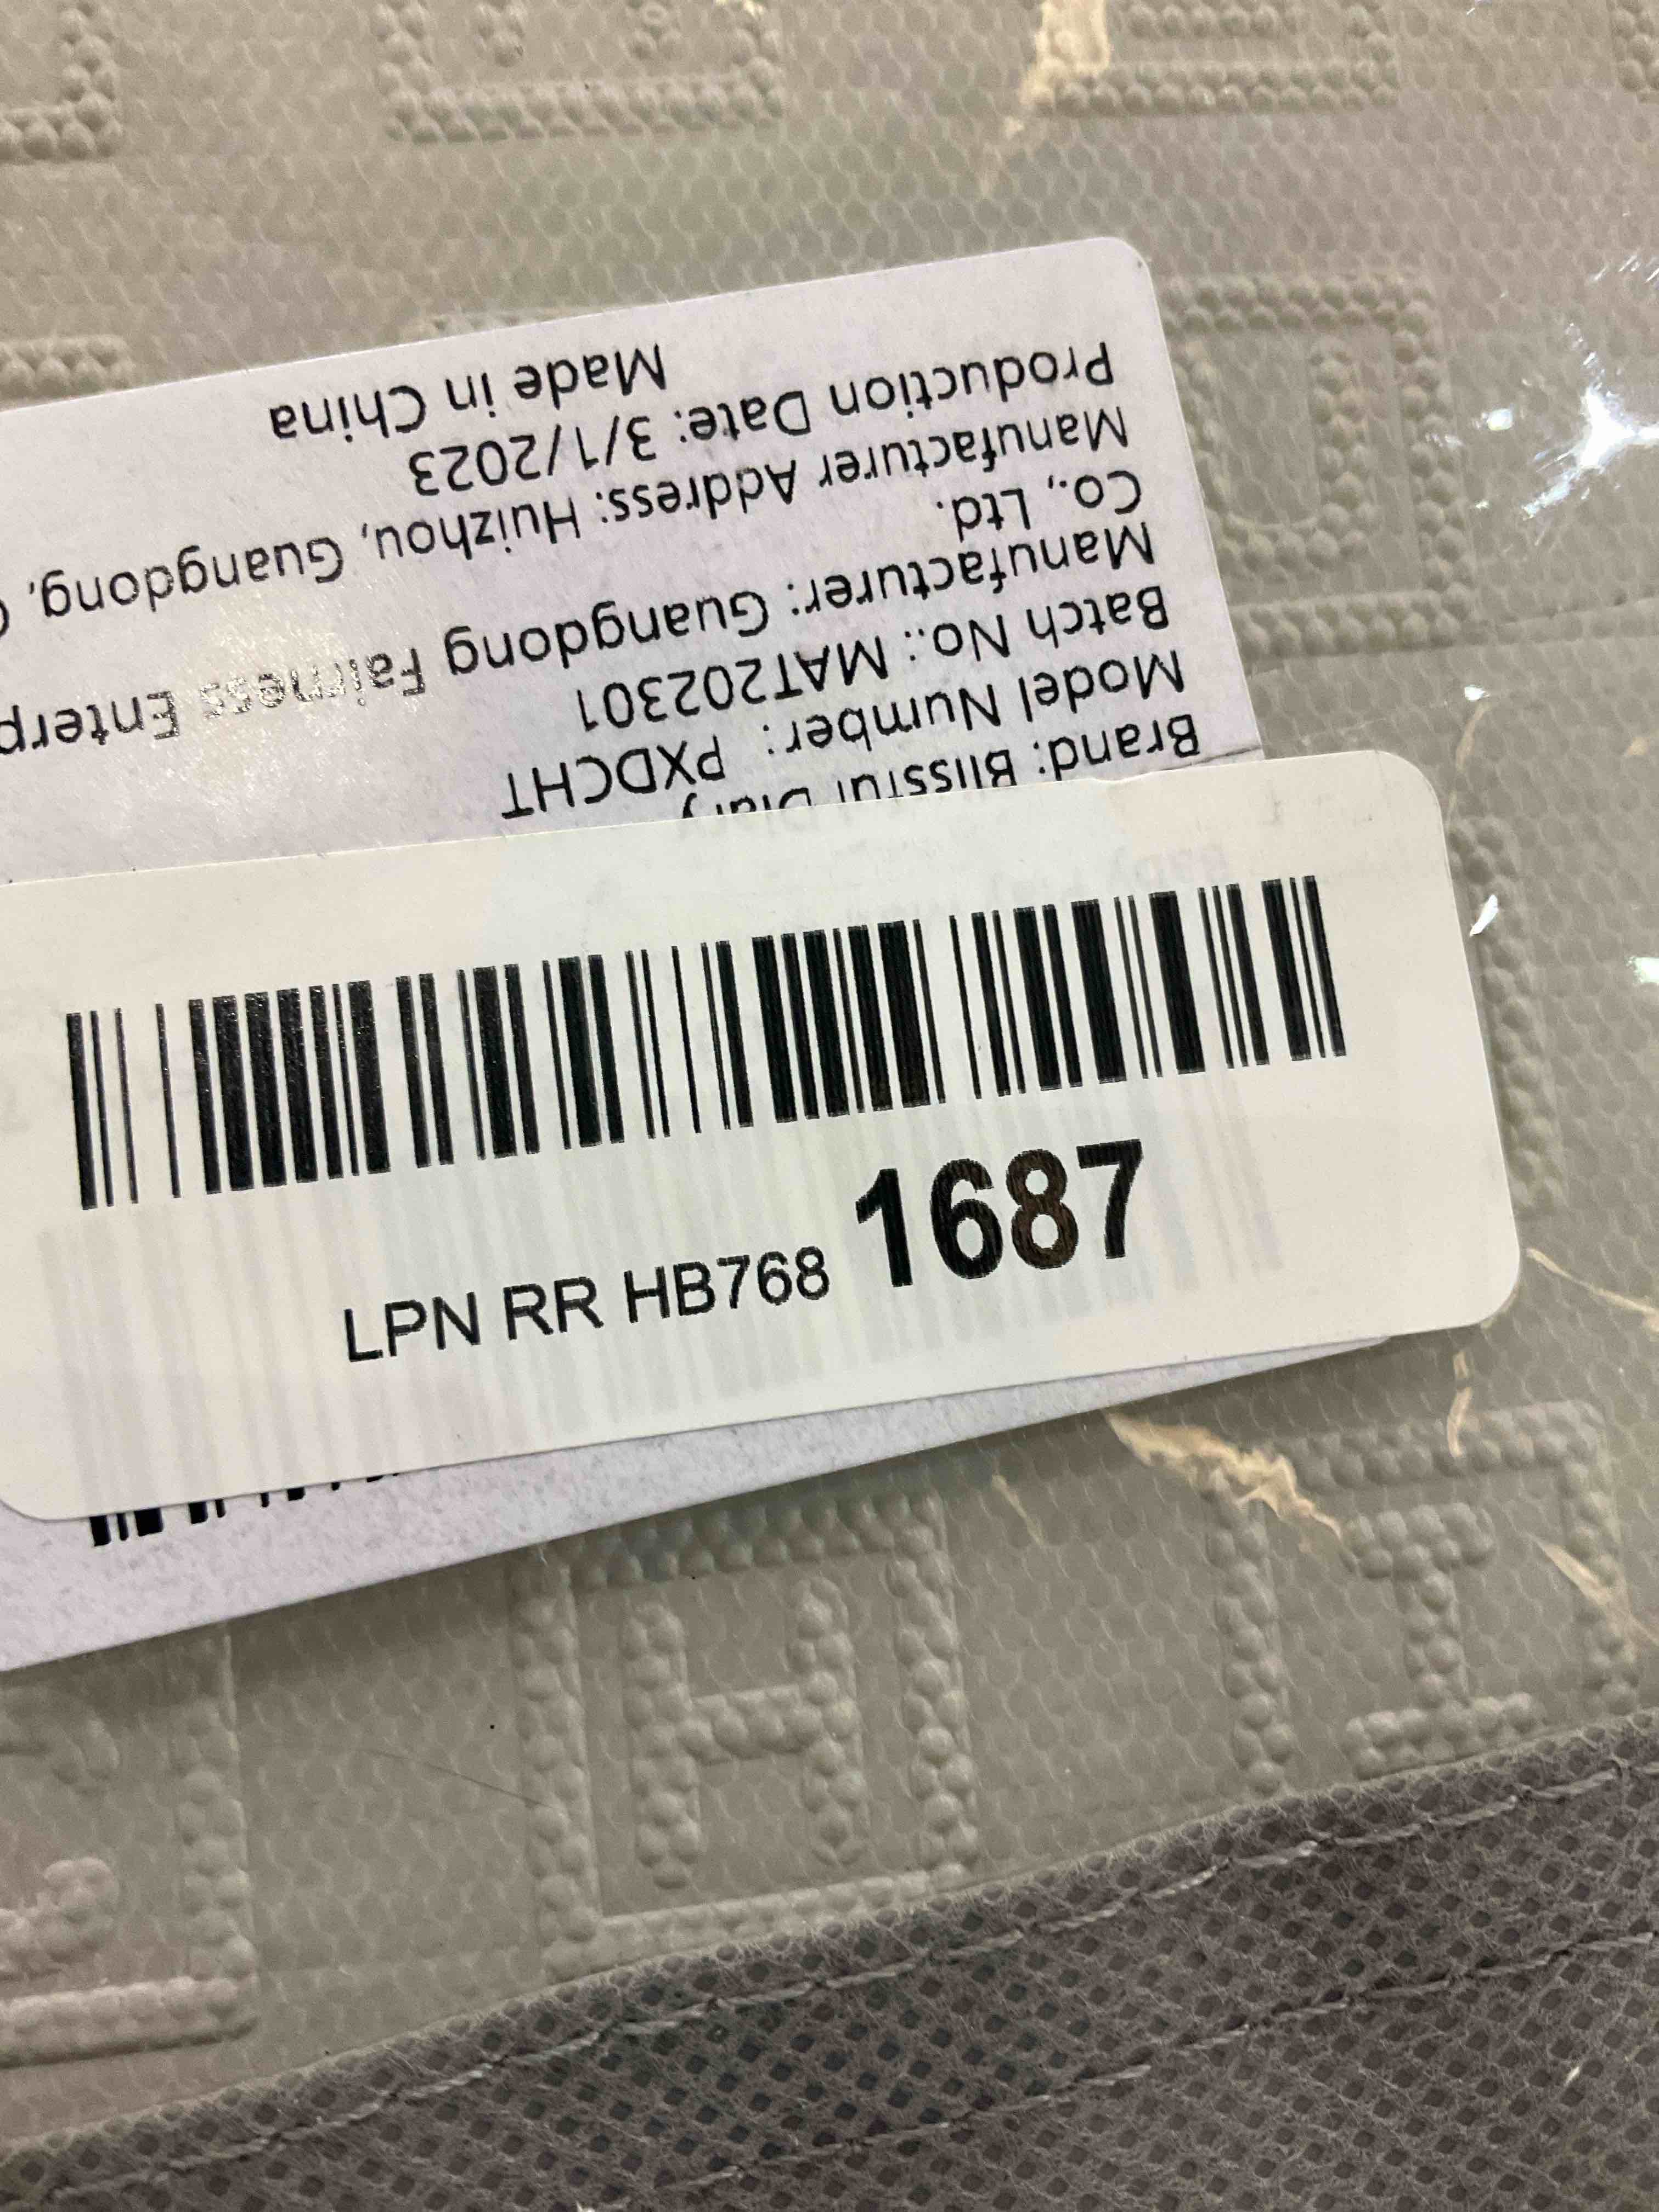 Brand: Blissful Diary
Model Number: PXDCHT
Batch No.: MAT202301
Manufacturer: Guangdong Fairness
Co., Ltd.
Manufacturer Address: Huizhou, Guangdong,
Production Date: 3/1/2023
Made in China
LPN RR HB768 1687